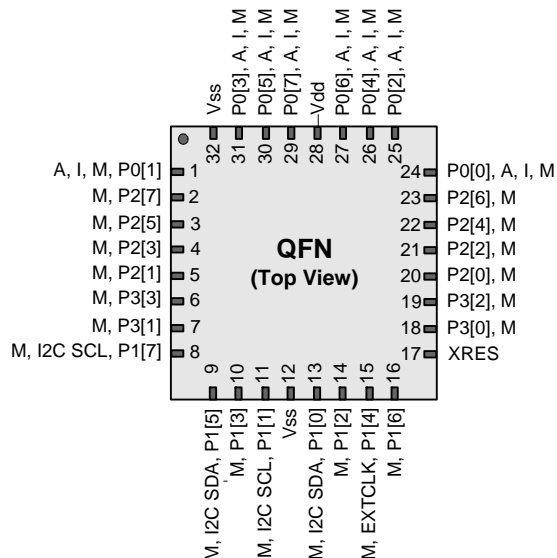 Vss
P0[3], A, I, M
P0[5], A, I, M
P0[7], A, I, M
Vdd
P0[6], A, I, M
P0[4], A, I, M
P0[2], A, I, M
32
31
30
29
28
27
26
25
A, I, M, P0[1]
1
M, P2[7]
2
M, P2[5]
3
M, P2[3]
4
M, P2[1]
5
M, P3[3]
6
M, P3[1]
7
M, I2C SCL, P1[7]
8
QFN
(Top View)
24
P0[0], A, I, M
23
P2[6], M
22
P2[4], M
21
P2[2], M
20
P2[0], M
19
P3[2], M
18
P3[0], M
17
XRES
9
10
11
12
13
14
15
16
M, I2C SDA, P1[5]
M, P1[3]
M, I2C SCL, P1[1]
Vss
M, I2C SDA, P1[0]
M, P1[2]
M, EXTCLK, P1[4]
M, P1[6]